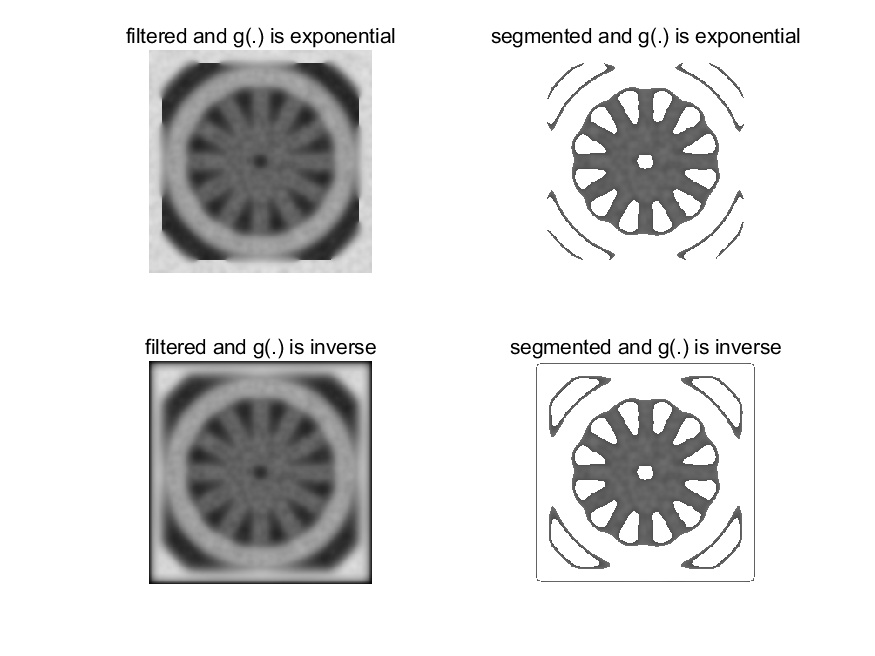 filtered and g(.) is exponential
segmented and g(.) is exponential
filtered and g(.) is inverse
segmented and g(.) is inverse